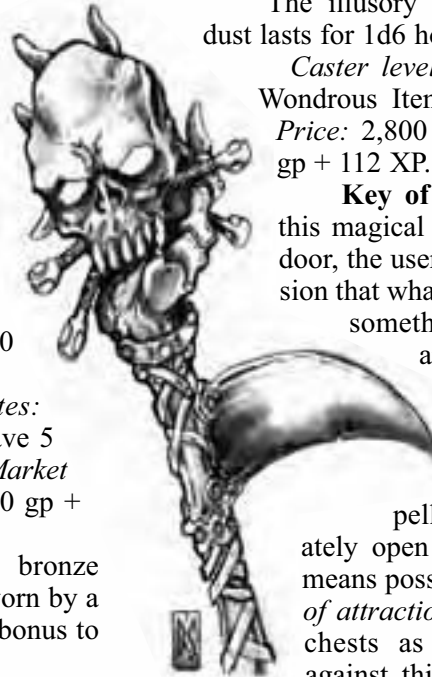 0
tes:
ave 5
Market
0 gp +
bronze
orn by a
bonus to
The illusory
dust lasts for 1d6 ho
Caster level
Wondrous Item
Price: 2,800
gp + 112 XP.
Key of
this magical
door, the user
sion that wha
someth
a
pell
ately open
means poss
of attractio
chests as
against thi